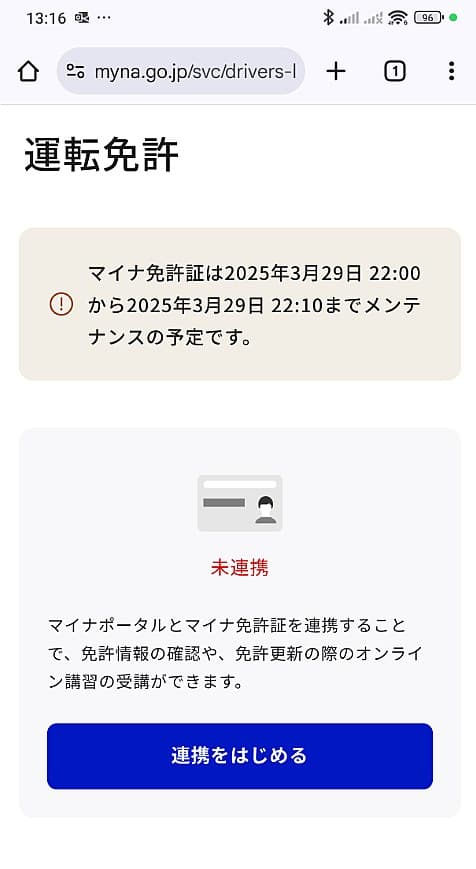 13:16 ...
96
myna.go.jp/svc/drivers-l
1
運転免許
マイナ免許証は2025年3月29日 22:00
から2025年3月29日 22:10までメンテ
ナンスの予定です。
未連携
マイナポータルとマイナ免許証を連携すること
で、免許情報の確認や、免許更新の際のオンライ
ン講習の受講ができます。
連携をはじめる